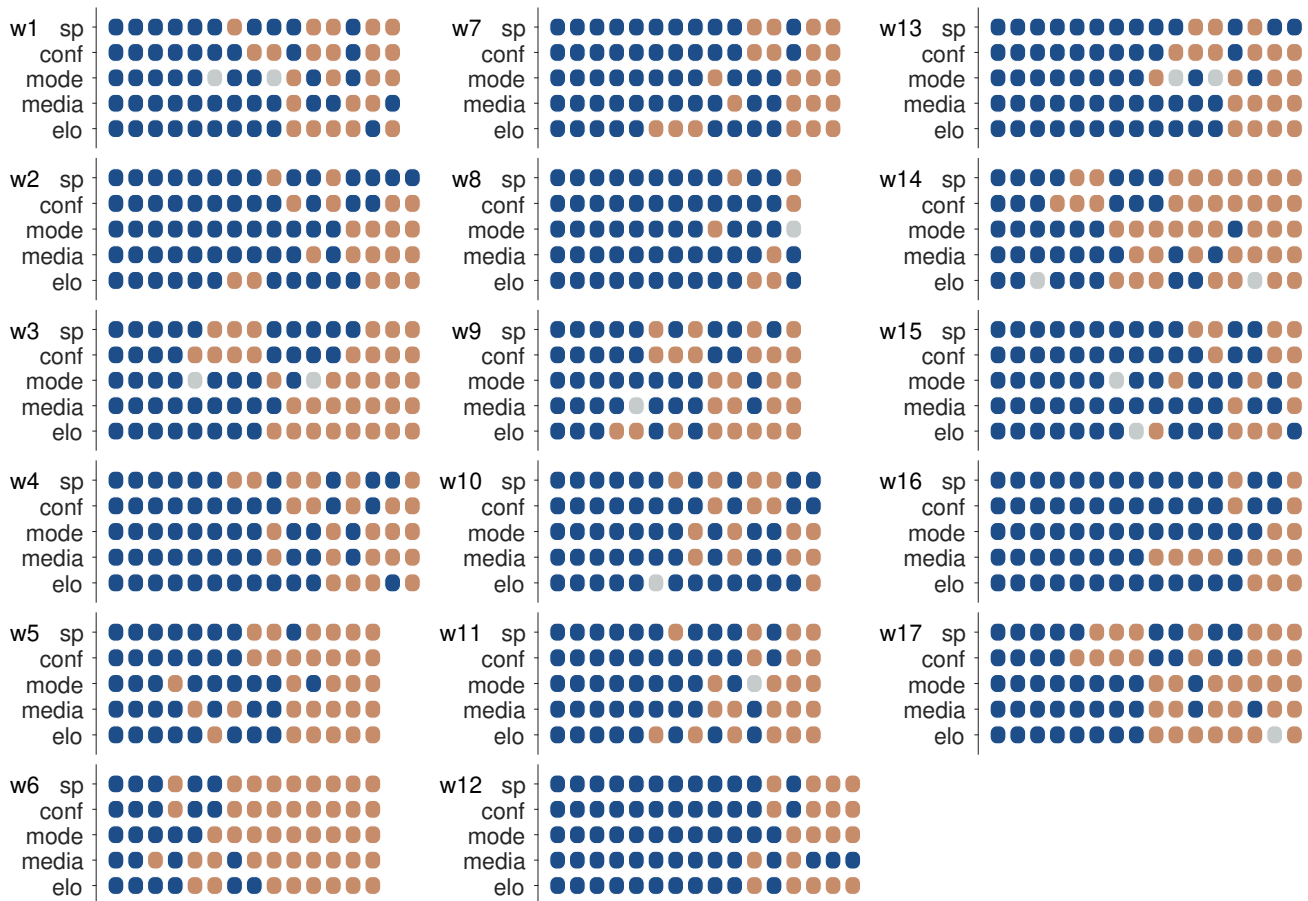 w1 sp
conf
mode
media
elo
w2 sp
conf
mode
media
elo
w3 sp
conf
mode
media
elo
w4 sp
conf
mode
media
elo
w5 sp
conf
mode
media
elo
w6 sp
conf
mode
media
elo
w7 sp
conf
mode
media
elo
w8 sp
conf
mode
media
elo
w9 sp
conf
mode
media
elo
w10 sp
conf
mode
media
elo
w11 sp
conf
mode
media
elo
w12 sp
conf
mode
media
elo
w13 sp
conf
mode
media
elo
w14 sp
conf
mode
media
elo
w15 sp
conf
mode
media
elo
w16 sp
conf
mode
media
elo
w17 sp
conf
mode
media
elo